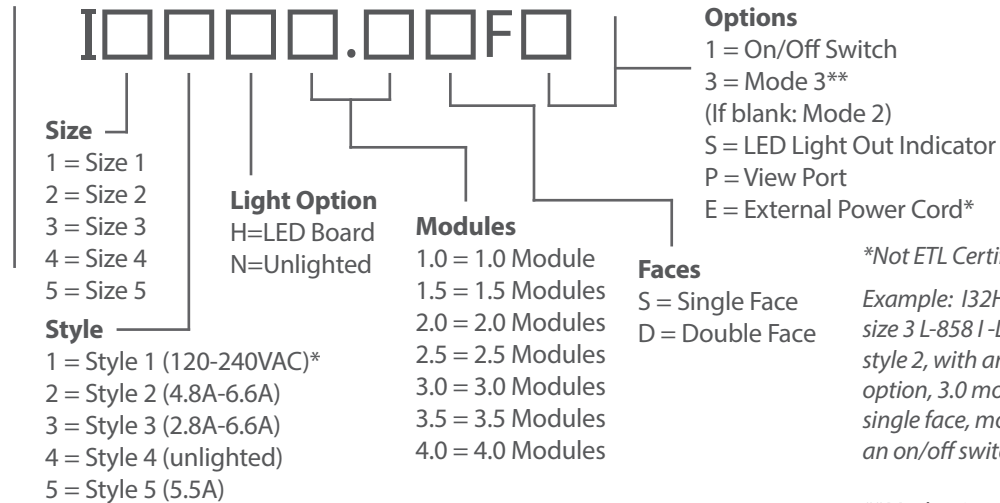 I□□□□.□□F□
Size
1 = Size 1
2 = Size 2
3 = Size 3
4 = Size 4
5 = Size 5
Style
1 = Style 1 (120-240VAC)*
2 = Style 2 (4.8A-6.6A)
3 = Style 3 (2.8A-6.6A)
4 = Style 4 (unlighted)
5 = Style 5 (5.5A)
Light Option
H=LED Board
N=Unlighted
Modules
1.0 = 1.0 Module
1.5 = 1.5 Modules
2.0 = 2.0 Modules
2.5 = 2.5 Modules
3.0 = 3.0 Modules
3.5 = 3.5 Modules
4.0 = 4.0 Modules
Faces
S = Single Face
D = Double Face
Options
1 = On/Off Switch
3 = Mode 3**
(If blank: Mode 2)
S = LED Light Out Indicator
P = View Port
E = External Power Cord*
*Not ETL
Example:
size 3 L-858 I
style 2, with
option, 3.0
single face,
an on/off